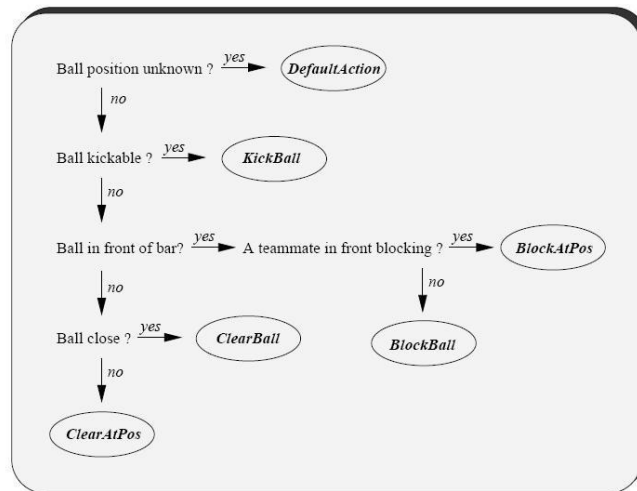 yes
Ball position unknown ? DefaultAction
no
yes
Ball kickable ? KickBall
no
yes yes
Ball in front of bar? A teammate in front blocking ? BlockAtPos
no no
yes
Ball close ? ClearBall BlockBall
no
ClearAtPos